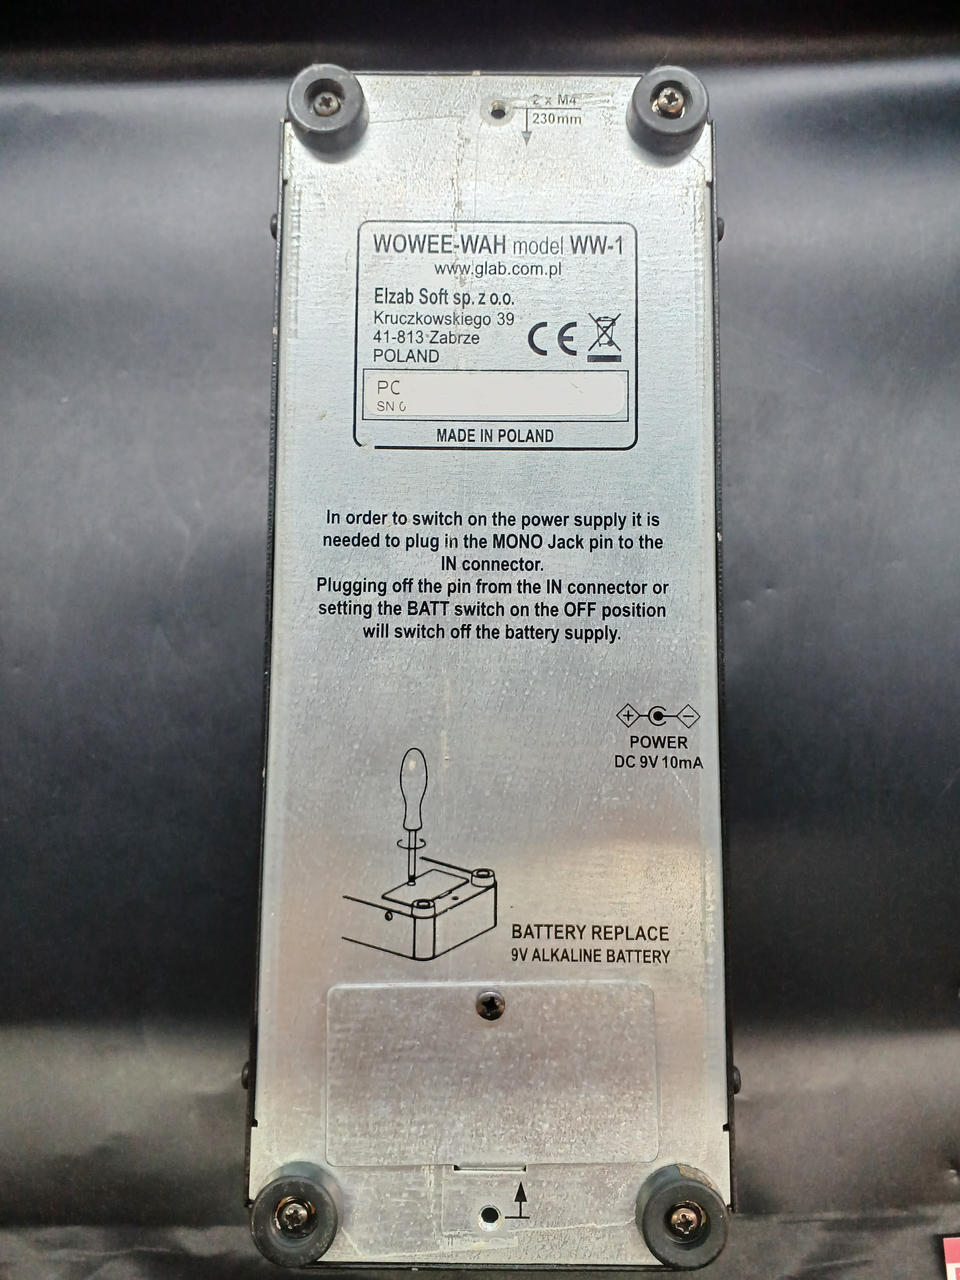 2 x M4
230mm
WOWEE-WAH model WW-1
www.glab.com.pl
Elzab Soft sp. z o.o.
Kruczkowskiego 39
41-813 Zabrze
POLAND
CE
PC
SN
MADE IN POLAND
In order to switch on the power supply it is
needed to plug in the MONO Jack pin to the
IN connector.
Plugging off the pin from the IN connector or
setting the BATT switch on the OFF position
will switch off the battery supply.
POWER
DC 9V 10mA
BATTERY REPLACE
9V ALKALINE BATTERY